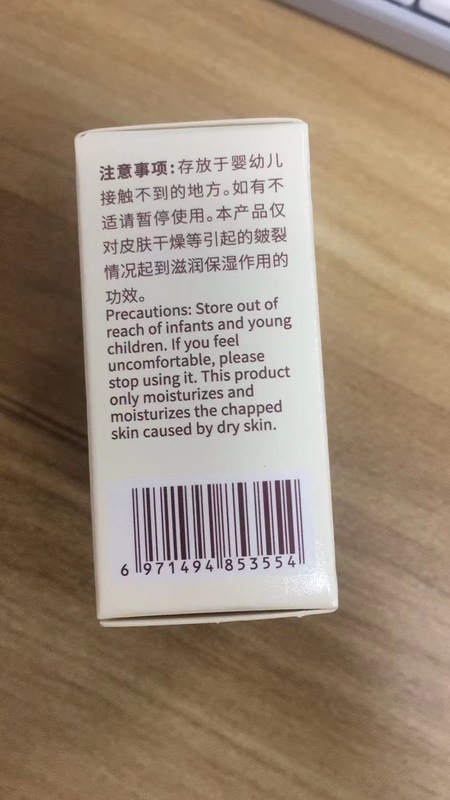 注意事项:存放于婴幼儿
接触不到的地方。如有不
适请暂停使用。本产品仅
对皮肤干燥等引起的皴裂
情况起到滋润保湿作用的
功效。
Precautions: Store out of
reach of infants and young
children. If you feel
uncomfortable, please
stop using it. This product
only moisturizes and
moisturizes the chapped
skin caused by dry skin.
6 971494 853554